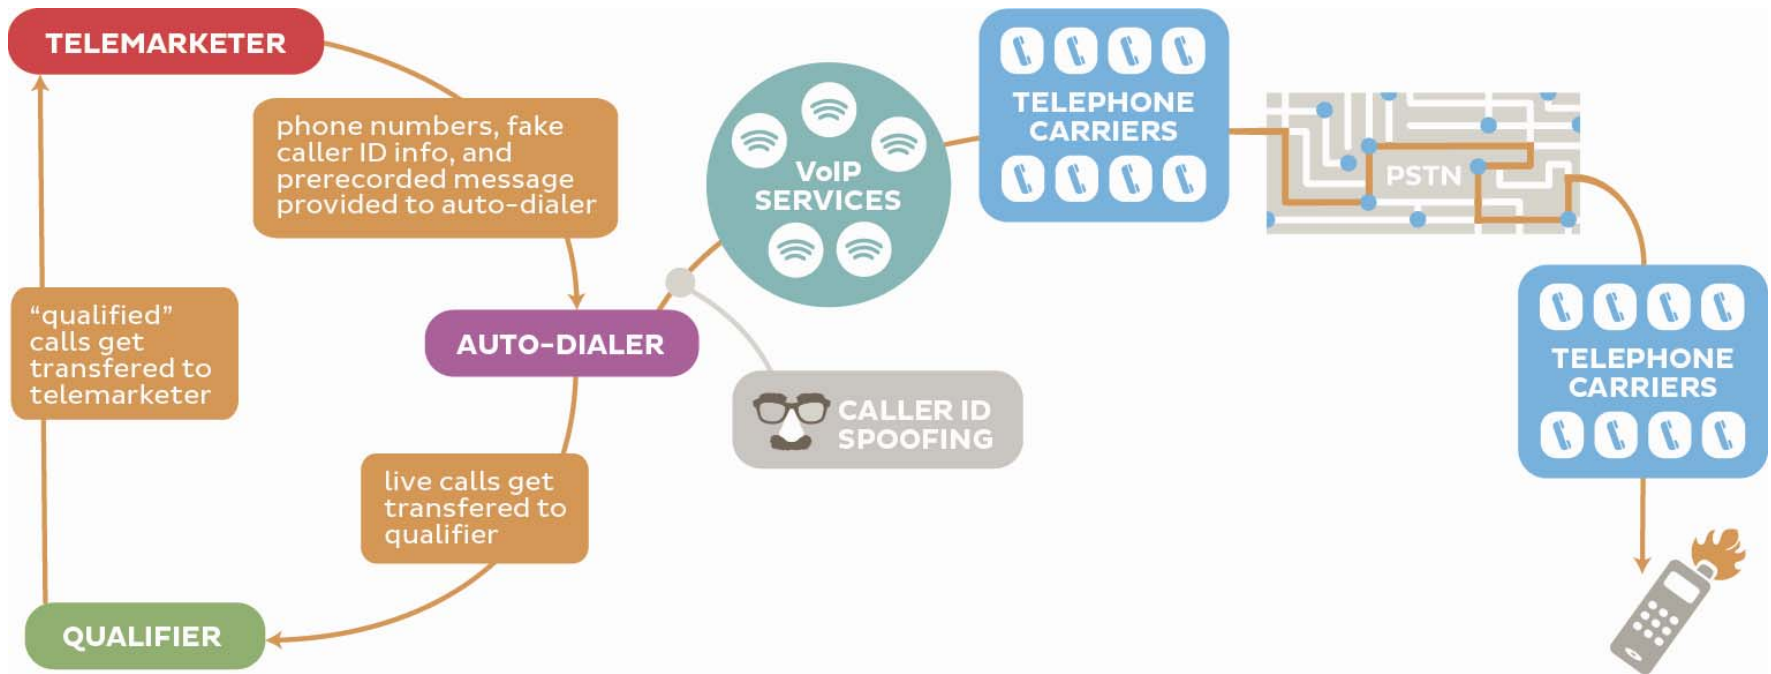 TELEMARKETER
phone numbers, fake
caller ID info, and
prerecorded message
provided to auto-dialer
"qualified"
calls get
transfered to
telemarketer
AUTO-DIALER
live calls get
transfered to
qualifier
QUALIFIER
CALLER ID
SPOOFING
VoIP
SERVICES
TELEPHONE
CARRIERS
PSTN
TELEPHONE
CARRIERS